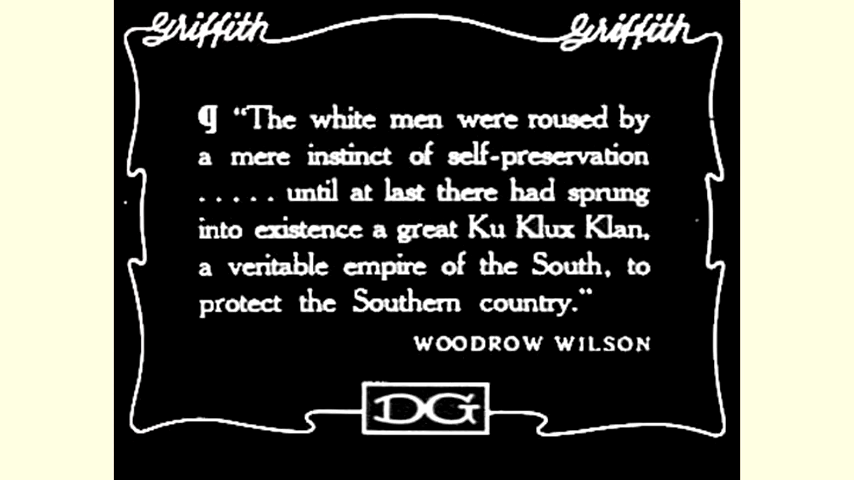 Griffith Griffith
¶ "The white men were roused by
a mere instinct of self-preservation
. . . . . until at last there had sprung
into existence a great Ku Klux Klan,
a veritable empire of the South, to
protect the Southern country."
WOODROW WILSON
DG